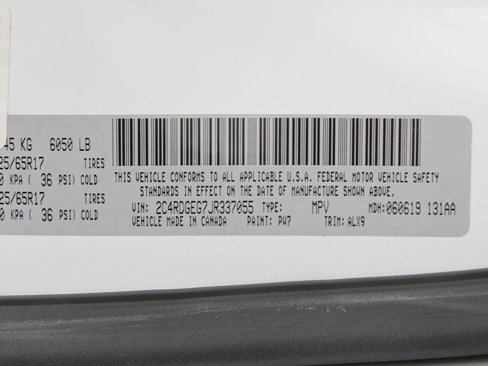 45 KG 6050 LB
25/65R17 TIRES
0 KPA ( 36 PSI) COLD
25/65R17 TIRES
0 KPA ( 36 PSI) COLD
THIS VEHICLE CONFORMS TO ALL APPLICABLE U.S.A. FEDERAL MOTOR VEHICLE SAFETY
STANDARDS IN EFFECT ON THE DATE OF MANUFACTURE SHOWN ABOVE.
VIN: 2C4RDGEG7JR337055 TYPE: MPV MDH: 060619 131AA
VEHICLE MADE IN CANADA PAINT: PW7 TRIM: ALX9